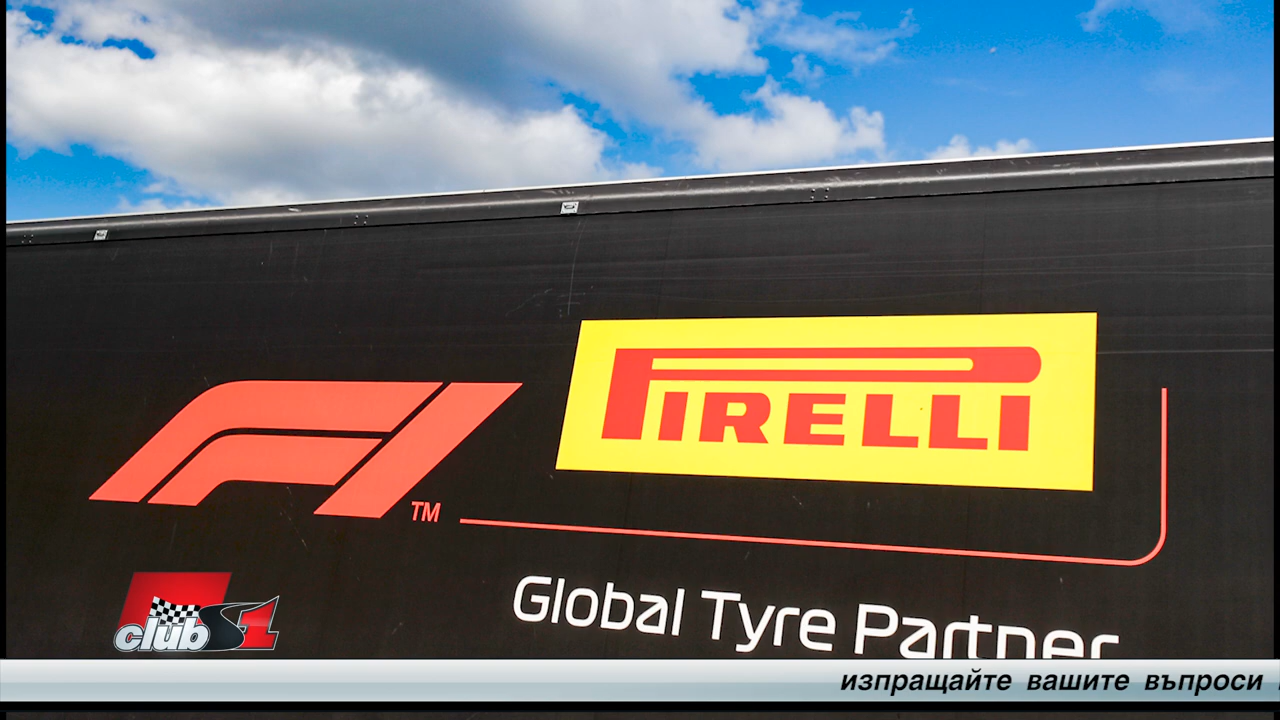 F1
TM
PIRELLI
Global Tyre Partner
club S1
изпращайте вашите въпроси